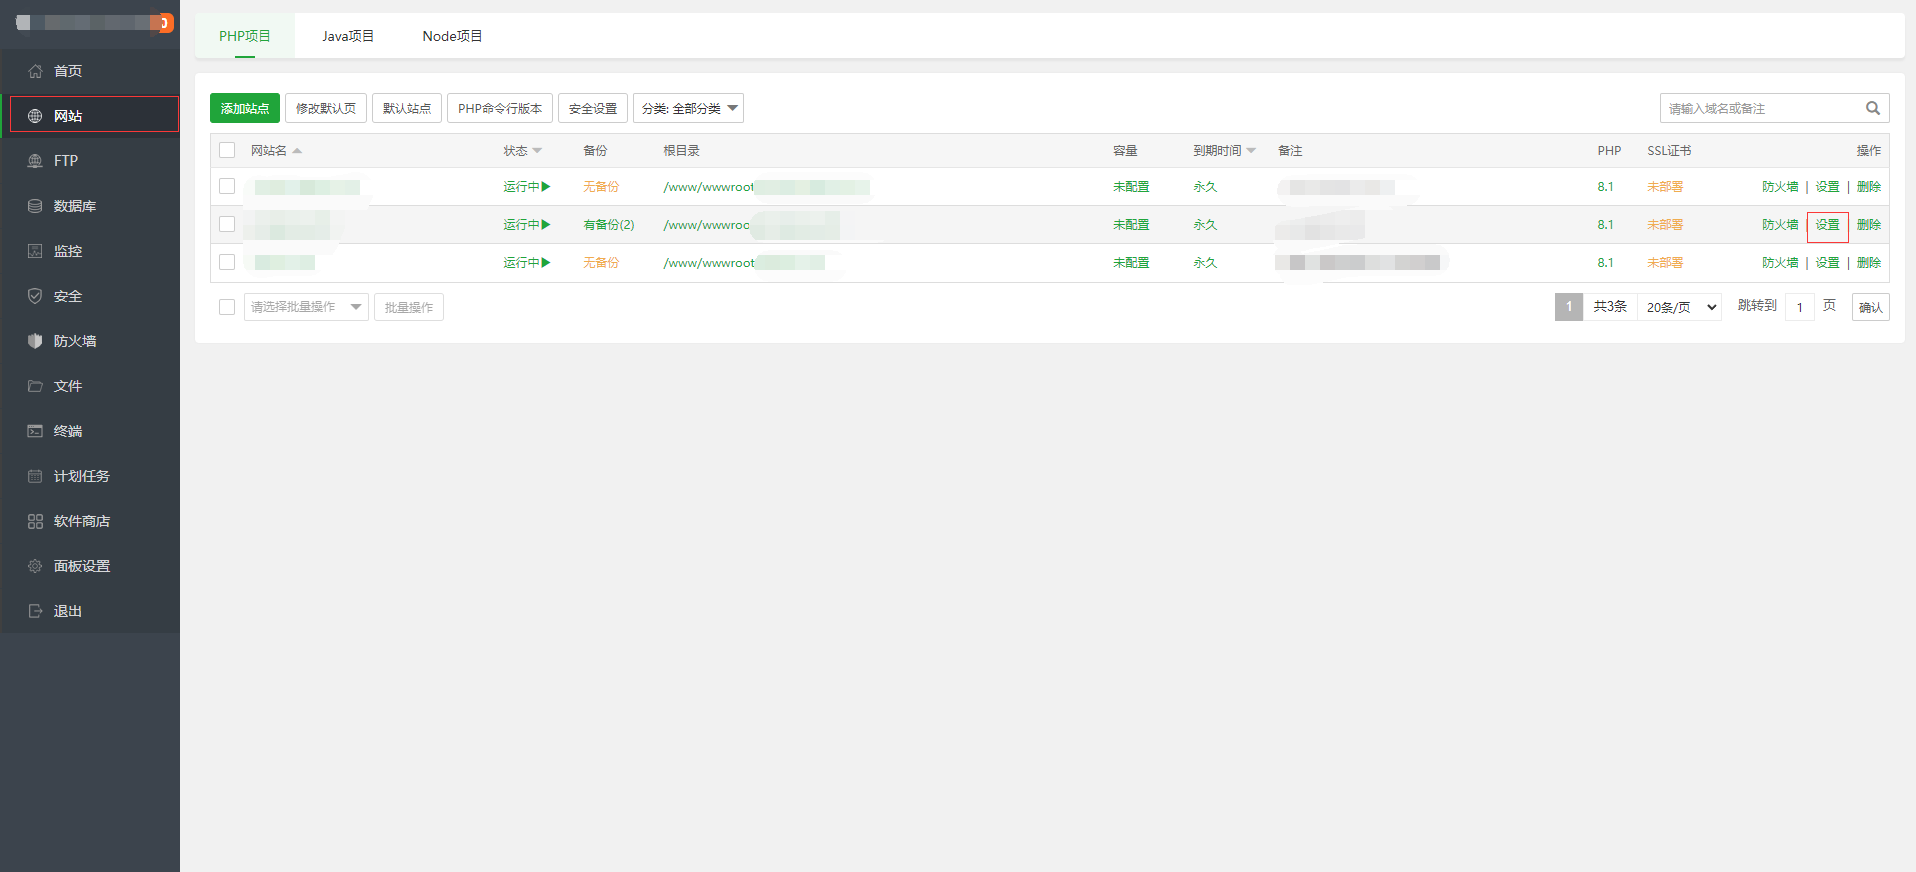 0
首页
网站
FTP
数据库
监控
安全
防火墙
文件
终端
计划任务
软件商店
面板设置
退出
PHP项目 Java项目 Node项目
添加站点 修改默认页 默认站点 PHP命令行版本 安全设置 分类: 全部分类 请输入域名或备注
网站名 状态 备份 根目录 容量 到期时间 备注 PHP SSL证书 操作
运行中 无备份 /www/wwwroot 未配置 永久 8.1 未部署 防火墙 | 设置 | 删除
运行中 有备份(2) /www/wwwroo 未配置 永久 8.1 未部署 防火墙 | 设置 删除
运行中 无备份 /www/wwwroot 未配置 永久 8.1 未部署 防火墙 | 设置 | 删除
请选择批量操作 批量操作 1 共3条 20条/页 跳转到 1 页 确认